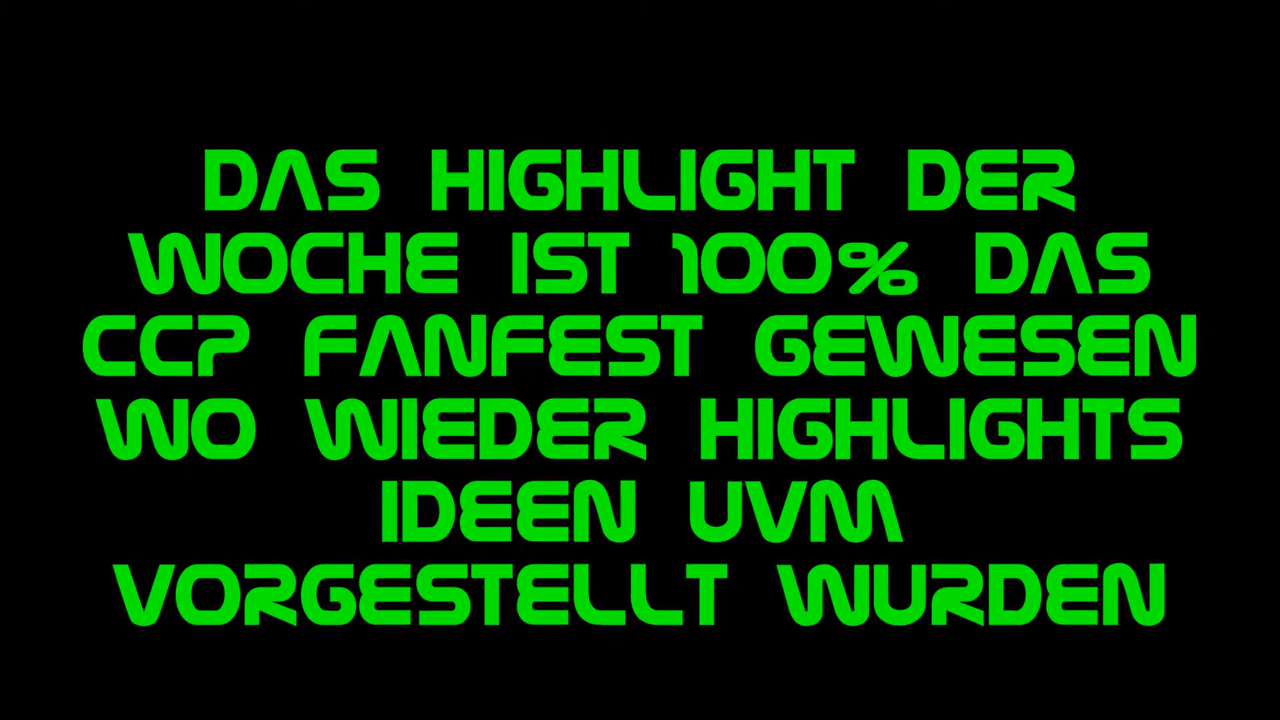 DAS HIGHLIGHT DER
WOCHE IST 100% DAS
CCP FANFEST GEWESEN
WO WIEDER HIGHLIGHTS
IDEEN UVM
VORGESTELLT WURDEN